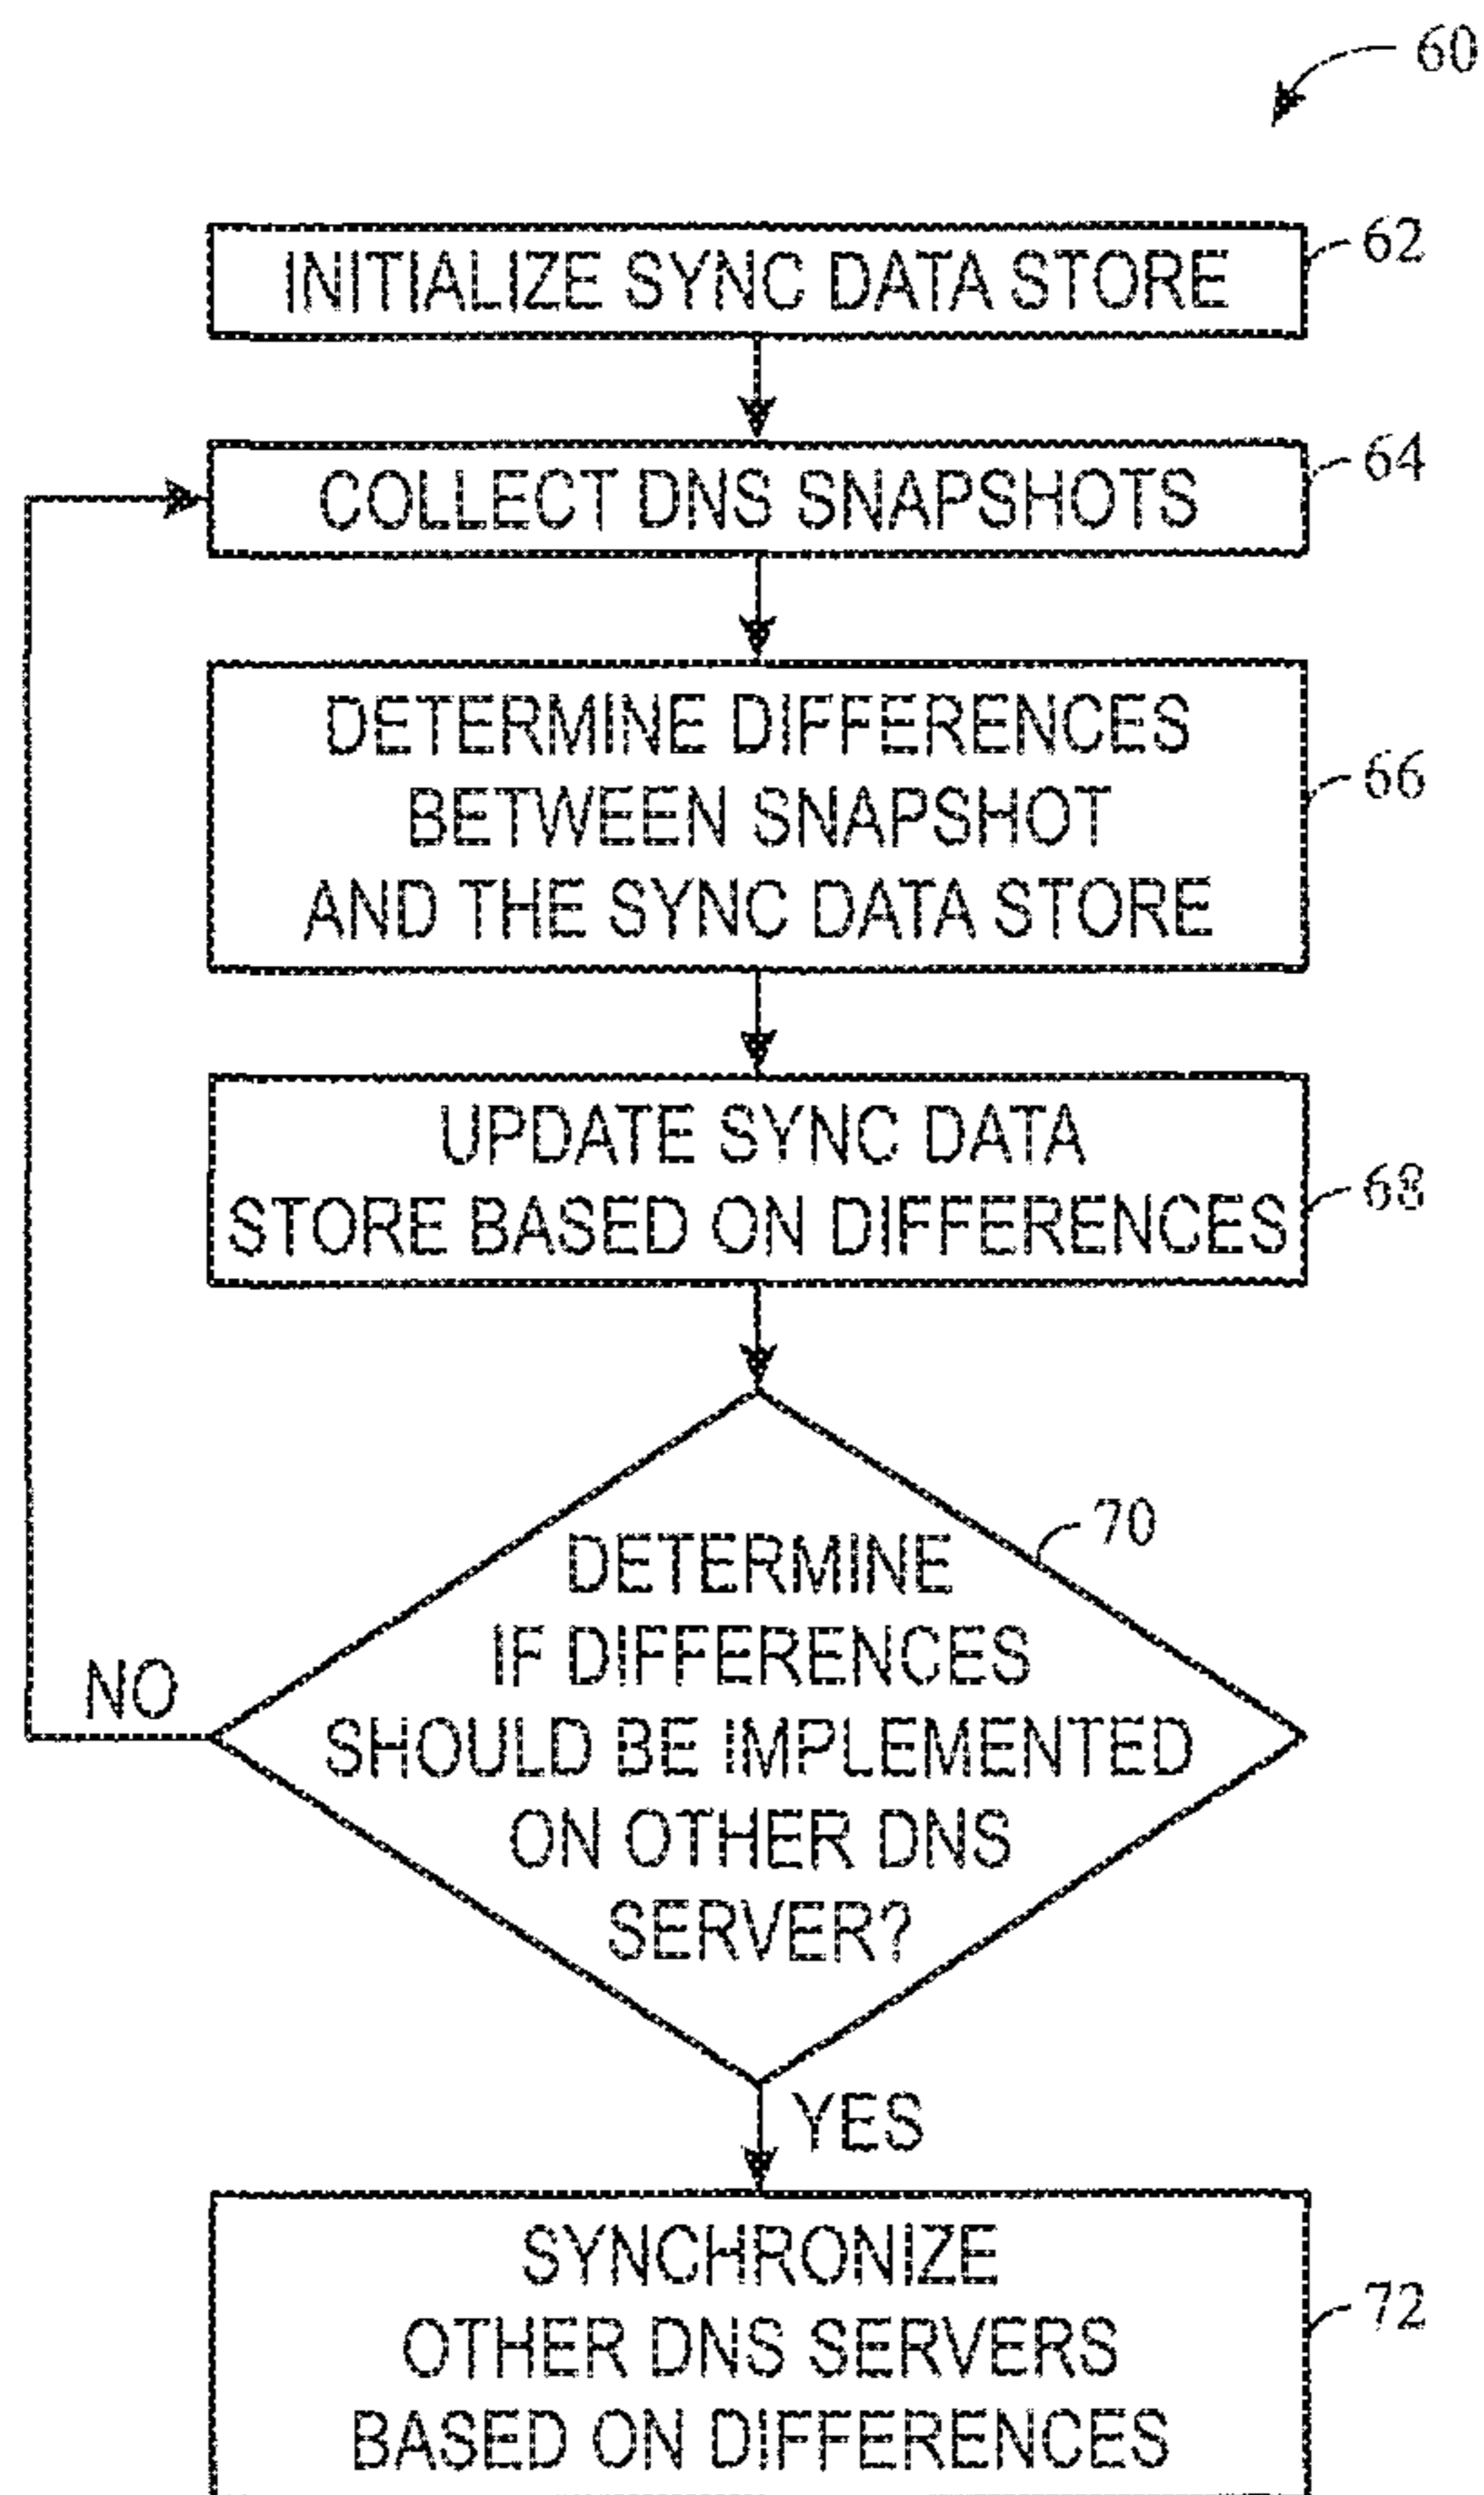 60
INITIALIZE SYNC DATA STORE
62
COLLECT DNS SNAPSHOTS
64
DETERMINE DIFFERENCES
BETWEEN SNAPSHOT
AND THE SYNC DATA STORE
66
UPDATE SYNC DATA
STORE BASED ON DIFFERENCES
68
70
DETERMINE
IF DIFFERENCES
SHOULD BE IMPLEMENTED
ON OTHER DNS
SERVER?
NO
YES
SYNCHRONIZE
OTHER DNS SERVERS
BASED ON DIFFERENCES
72